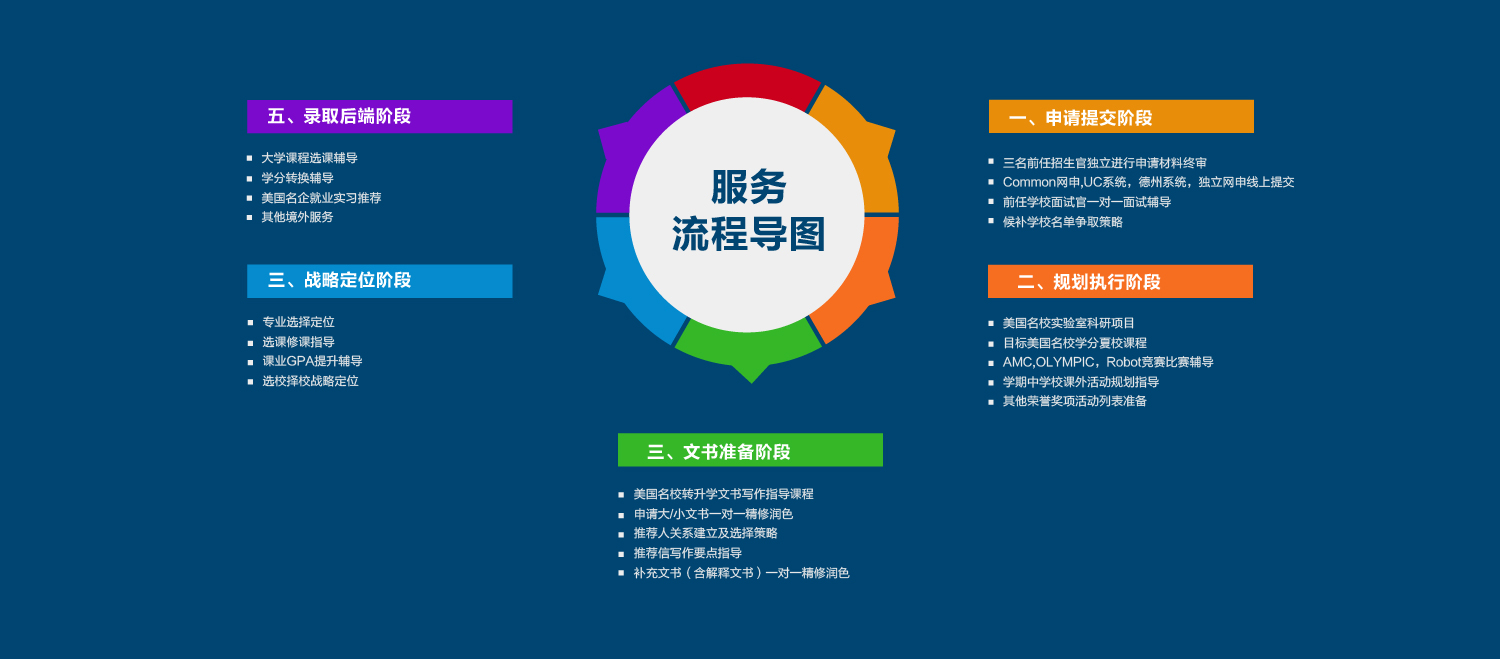 服务
流程导图
一、申请提交阶段
三名前任招生官独立进行申请材料终审
Common网申,UC系统，德州系统，独立网申线上提交
前任学校面试官一对一面试辅导
候补学校名单争取策略
二、规划执行阶段
美国名校实验室科研项目
目标美国名校学分夏校课程
AMC,OLYMPIC，Robot竞赛比赛辅导
学期中学校课外活动规划指导
其他荣誉奖项活动列表准备
三、文书准备阶段
美国名校转升学文书写作指导课程
申请大/小文书一对一精修润色
推荐人关系建立及选择策略
推荐信写作要点指导
补充文书（含解释文书）一对一精修润色
三、战略定位阶段
专业选择定位
选课修课指导
课业GPA提升辅导
选校择校战略定位
五、录取后端阶段
大学课程选课辅导
学分转换辅导
美国名企就业实习推荐
其他境外服务